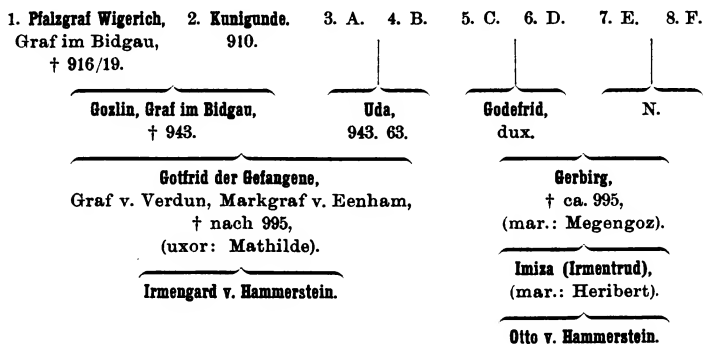 1. Pfalzgraf Wigerich, 2. Kunigunde. 3. A. 4. B. 5. C. 6. D. 7. E. 8. F.
Graf im Bidgau, 910.
† 916/19.
Gozlin, Graf im Bidgau, Uda, Godefrid, N.
† 943. 943. 63. dux.
Gotfrid der Gefangene, Gerbirg,
Graf v. Verdun, Markgraf v. Eenham, † ca. 995,
† nach 995, (mar.: Megengoz).
(uxor: Mathilde).
Imiza (Irmentrud),
Irmengard v. Hammerstein. (mar.: Heribert).
Otto v. Hammerstein.